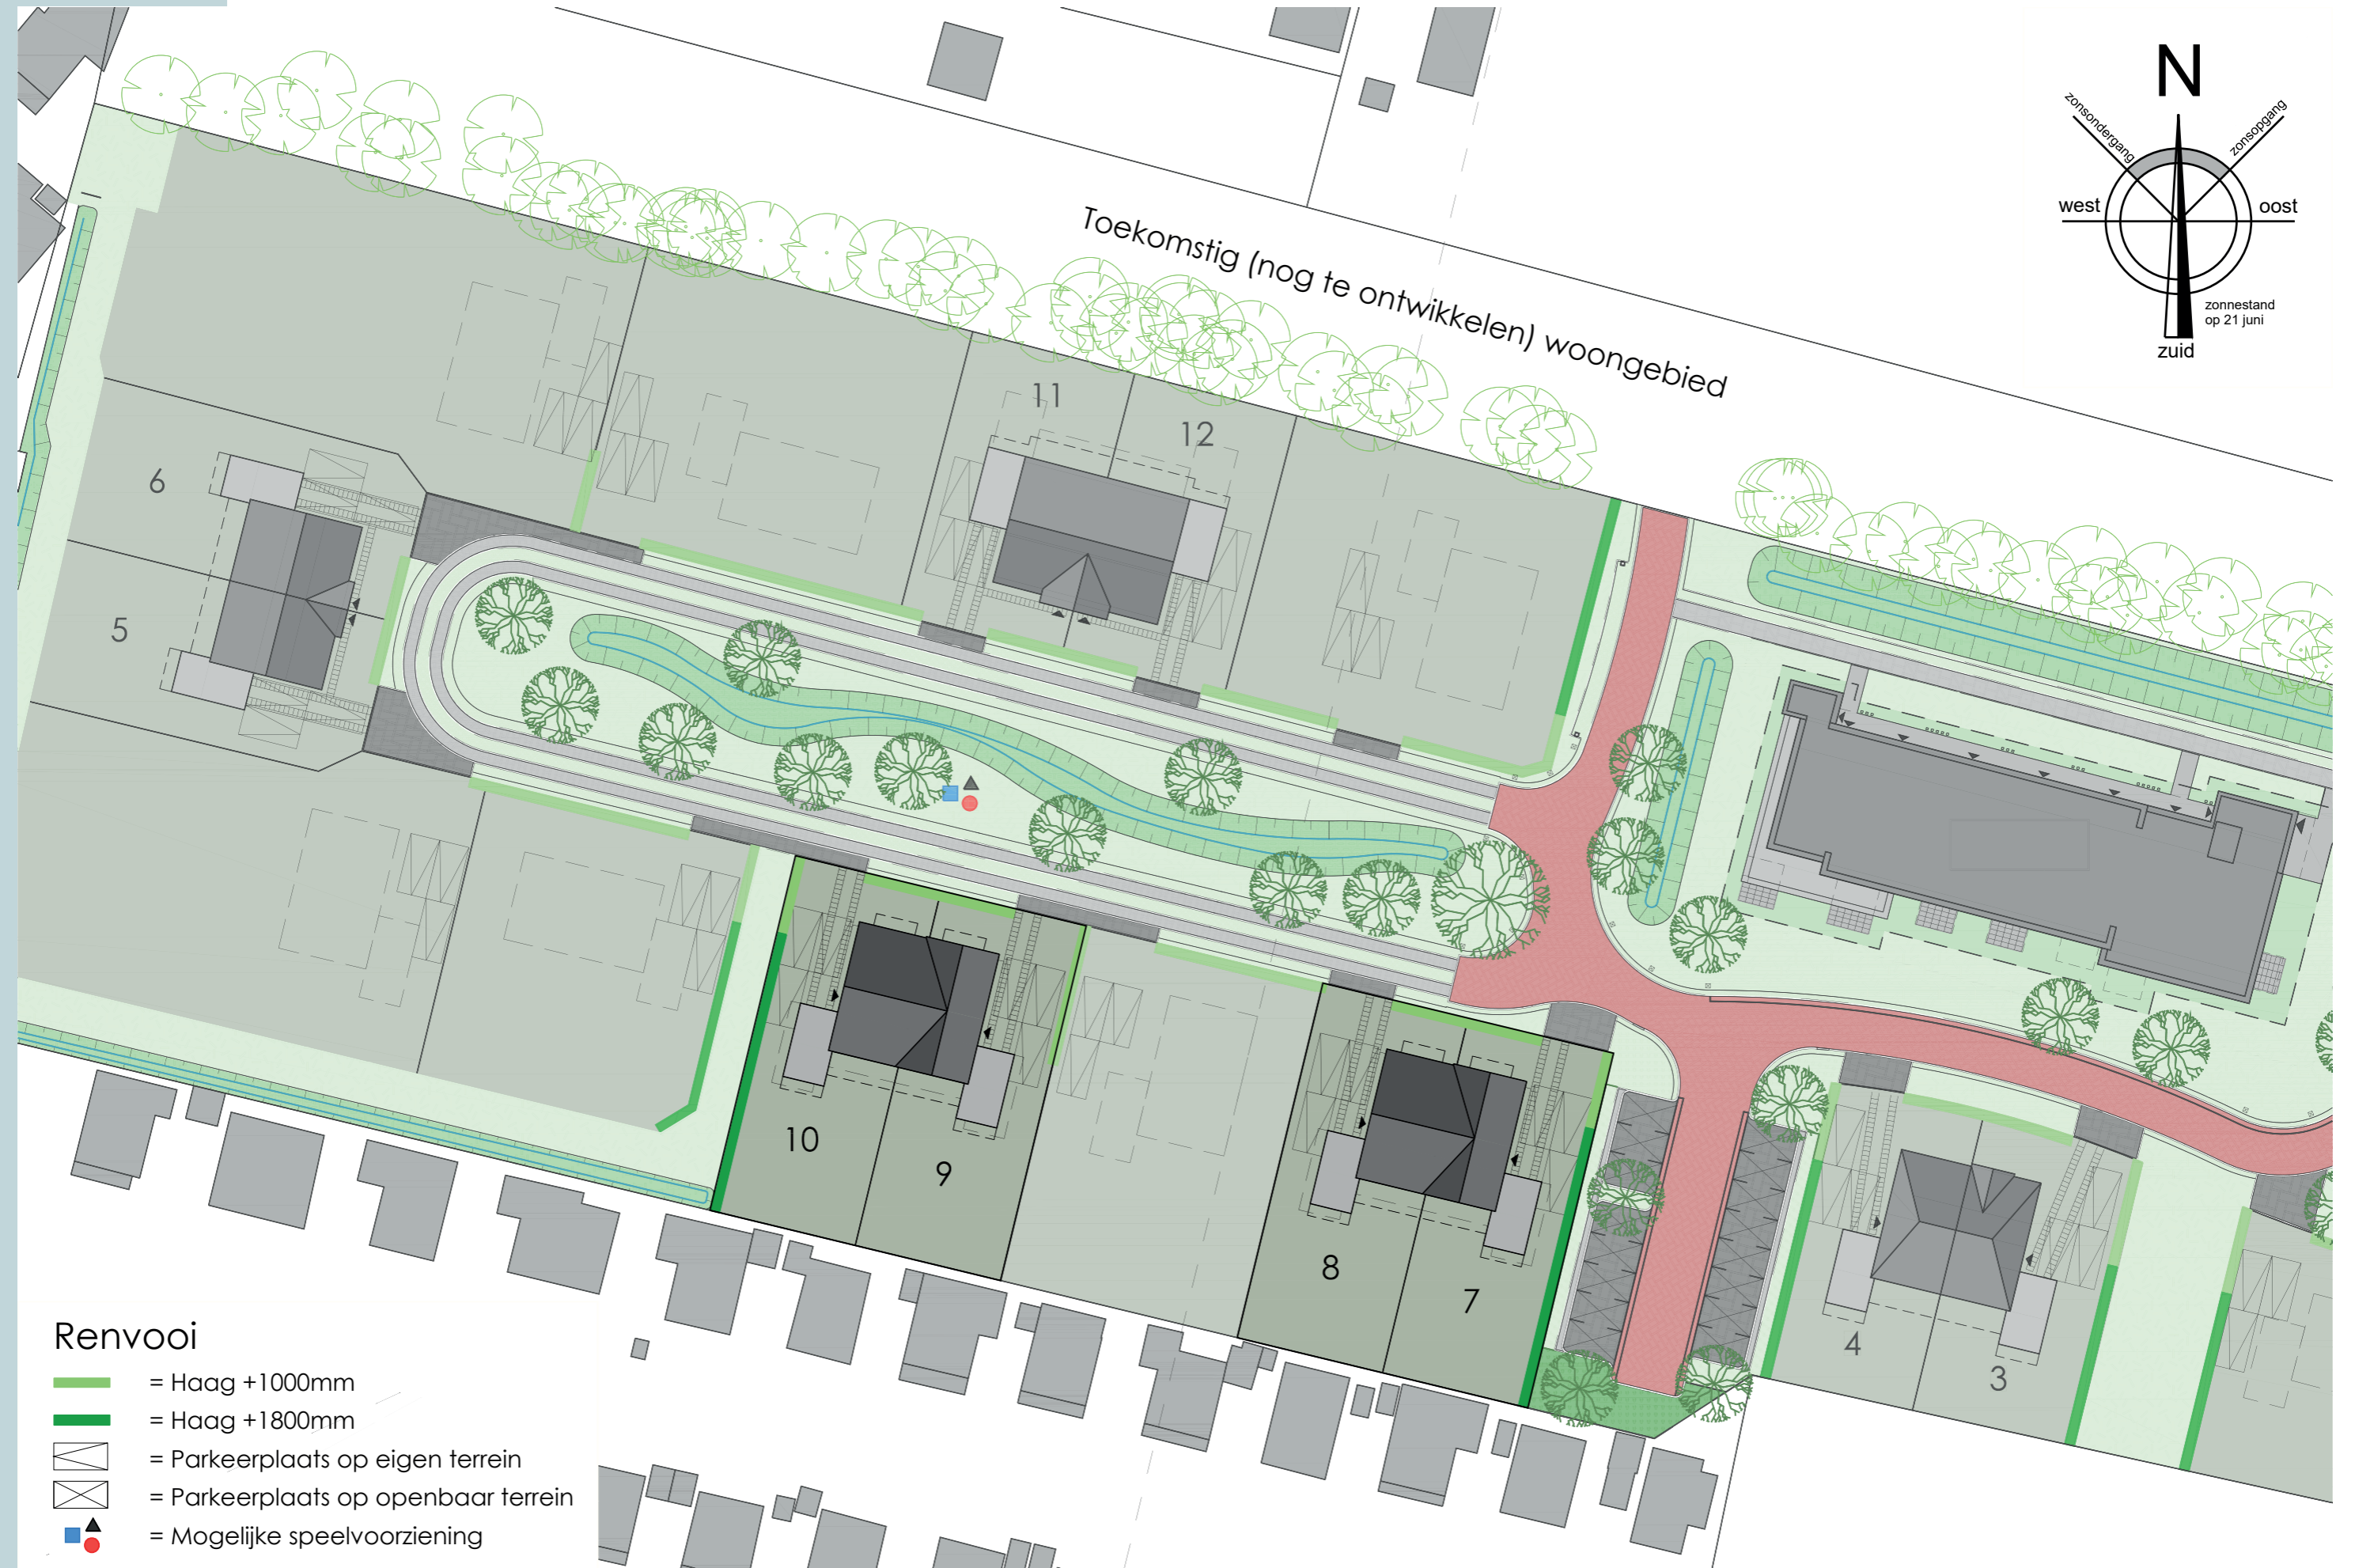 N
zonsondergang
zonsopgang
west
oost
zonnestand
op 21 juni
zuid
Toekomstig (nog te ontwikkelen) woongebied
11
12
6
5
10
9
8
7
4
3
Renvooi
= Haag +1000mm
= Haag +1800mm
= Parkeerplaats op eigen terrein
= Parkeerplaats op openbaar terrein
= Mogelijke speelvoorziening